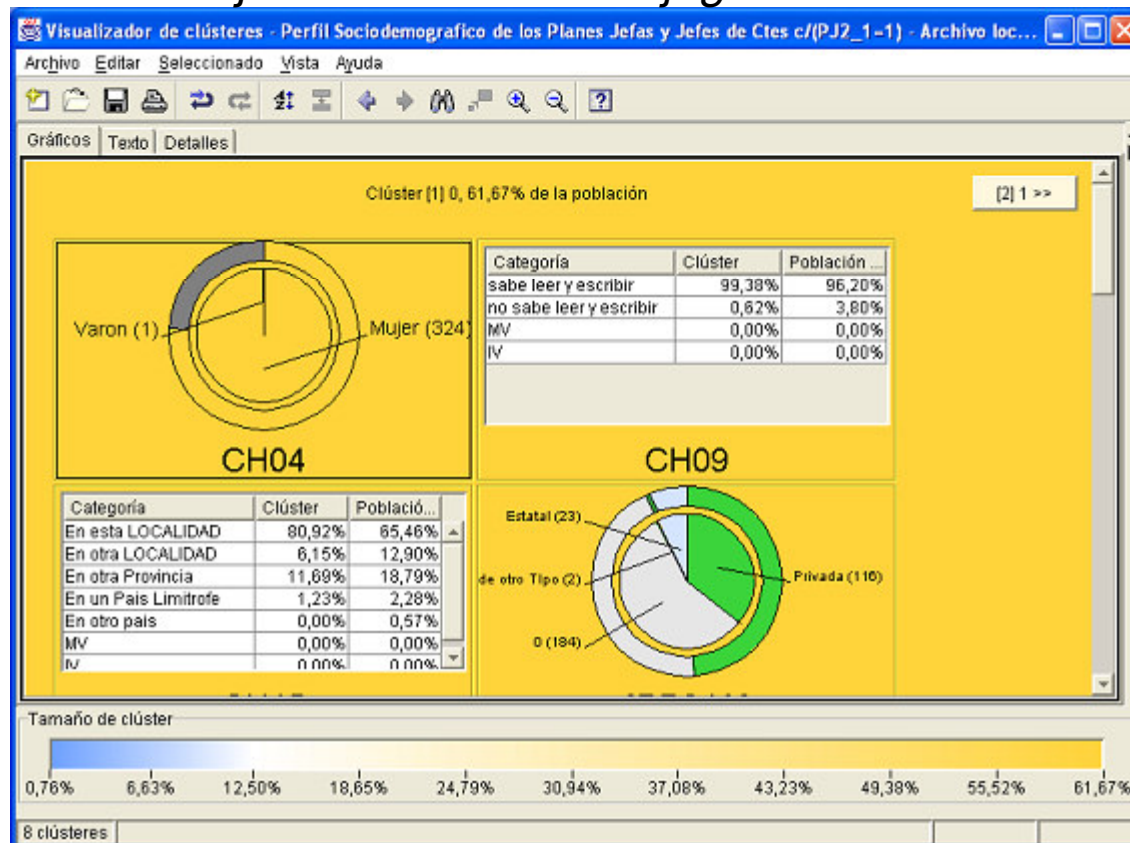 Visualizador de clústeres - Perfil Sociodemografico de los Planes Jefas y Jefes de Ctes c/(PJ2_1=1) - Archivo loc...
Archivo Editar Seleccionado Vista Ayuda
Gráficos Texto Detalles
Clúster [1] 0, 61,67% de la población
[2] 1 >>
Varon (1)
Mujer (324)
CH04
Categoría Clúster Población ...
sabe leer y escribir 99,38% 96,20%
no sabe leer y escribir 0,62% 3,80%
MV 0,00% 0,00%
IV 0,00% 0,00%
CH09
Categoría Clúster Població...
En esta LOCALIDAD 80,92% 65,46%
En otra LOCALIDAD 6,15% 12,90%
En otra Provincia 11,69% 18,79%
En un Pais Limitrofe 1,23% 2,28%
En otro pais 0,00% 0,57%
MV 0,00% 0,00%
IV 0,00% 0,00%
Estatal (23)
de otro Tipo (2)
Privada (116)
0 (184)
Tamaño de clúster
0,76% 6,63% 12,50% 18,65% 24,79% 30,94% 37,08% 43,23% 49,38% 55,52% 61,67%
8 clústeres